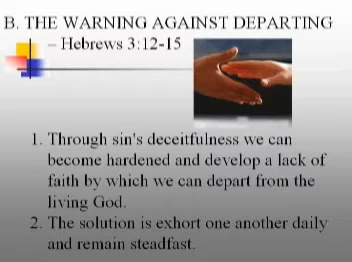 B. THE WARNING AGAINST DEPARTING
– Hebrews 3:12-15
1. Through sin's deceitfulness we can
become hardened and develop a lack of
faith by which we can depart from the
living God.
2. The solution is exhort one another daily
and remain steadfast.